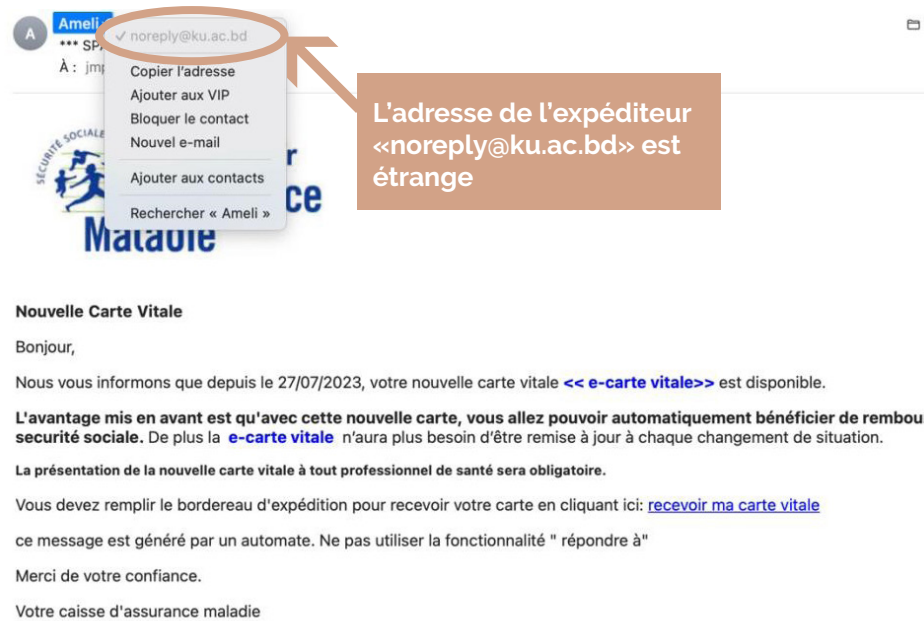 A
Ameli
noreply@ku.ac.bd
*** SP
À : jm
Copier l'adresse
Ajouter aux VIP
Bloquer le contact
Nouvel e-mail
Ajouter aux contacts
Rechercher « Ameli »
L'adresse de l'expéditeur
«noreply@ku.ac.bd» est
étrange
SÉCURITÉ SOCIALE
r
ce
Maladie
Nouvelle Carte Vitale
Bonjour,
Nous vous informons que depuis le 27/07/2023, votre nouvelle carte vitale << e-carte vitale>> est disponible.
L'avantage mis en avant est qu'avec cette nouvelle carte, vous allez pouvoir automatiquement bénéficier de rembou
securité sociale. De plus la e-carte vitale n'aura plus besoin d'être remise à jour à chaque changement de situation.
La présentation de la nouvelle carte vitale à tout professionnel de santé sera obligatoire.
Vous devez remplir le bordereau d'expédition pour recevoir votre carte en cliquant ici: recevoir ma carte vitale
ce message est généré par un automate. Ne pas utiliser la fonctionnalité " répondre à"
Merci de votre confiance.
Votre caisse d'assurance maladie